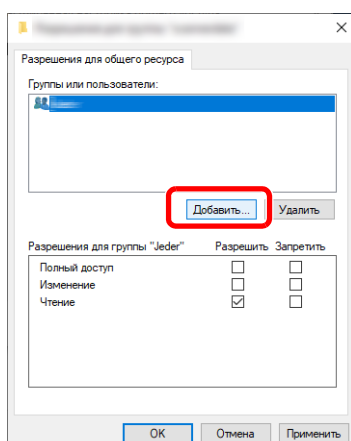 Разрешения для общего ресурса
Группы или пользователи:
Добавить... Удалить
Разрешения для группы "Jeder" Разрешить Запретить
Полный доступ
Изменение
Чтение
OK Отмена Применить